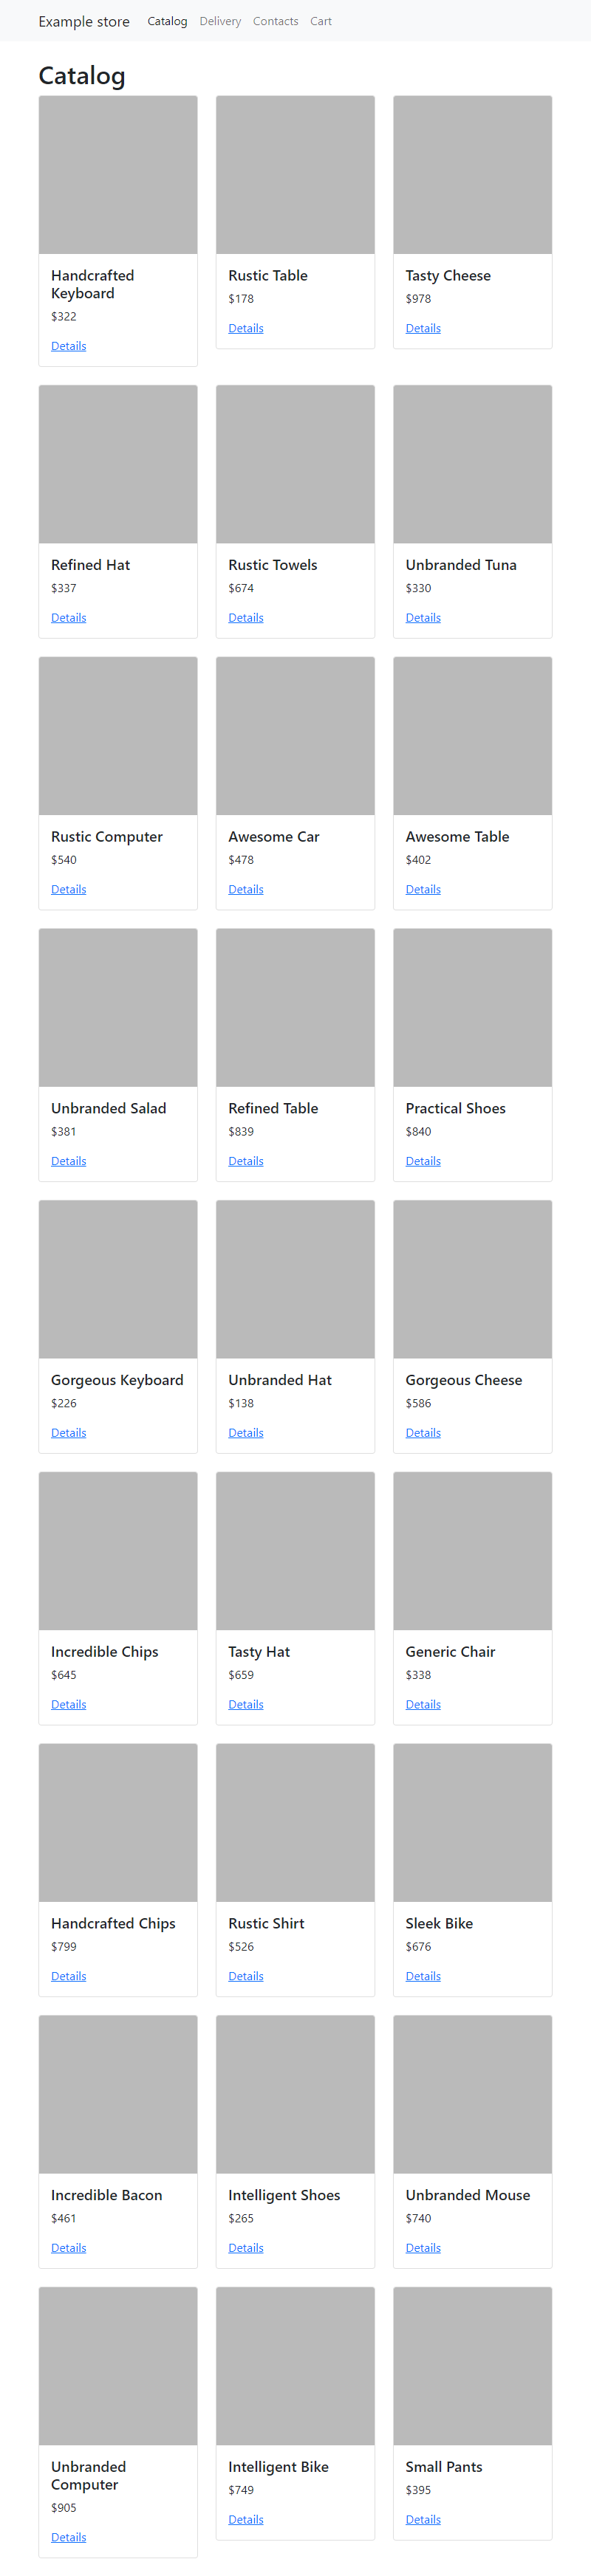 Example store Catalog Delivery Contacts Cart
Catalog
Handcrafted
Keyboard
$322
Details
Rustic Table
$178
Details
Tasty Cheese
$978
Details
Refined Hat
$337
Details
Rustic Towels
$674
Details
Unbranded Tuna
$330
Details
Rustic Computer
$540
Details
Awesome Car
$478
Details
Awesome Table
$402
Details
Unbranded Salad
$381
Details
Refined Table
$839
Details
Practical Shoes
$840
Details
Gorgeous Keyboard
$226
Details
Unbranded Hat
$138
Details
Gorgeous Cheese
$586
Details
Incredible Chips
$645
Details
Tasty Hat
$659
Details
Generic Chair
$338
Details
Handcrafted Chips
$799
Details
Rustic Shirt
$526
Details
Sleek Bike
$676
Details
Incredible Bacon
$461
Details
Intelligent Shoes
$265
Details
Unbranded Mouse
$740
Details
Unbranded
Computer
$905
Details
Intelligent Bike
$749
Details
Small Pants
$395
Details